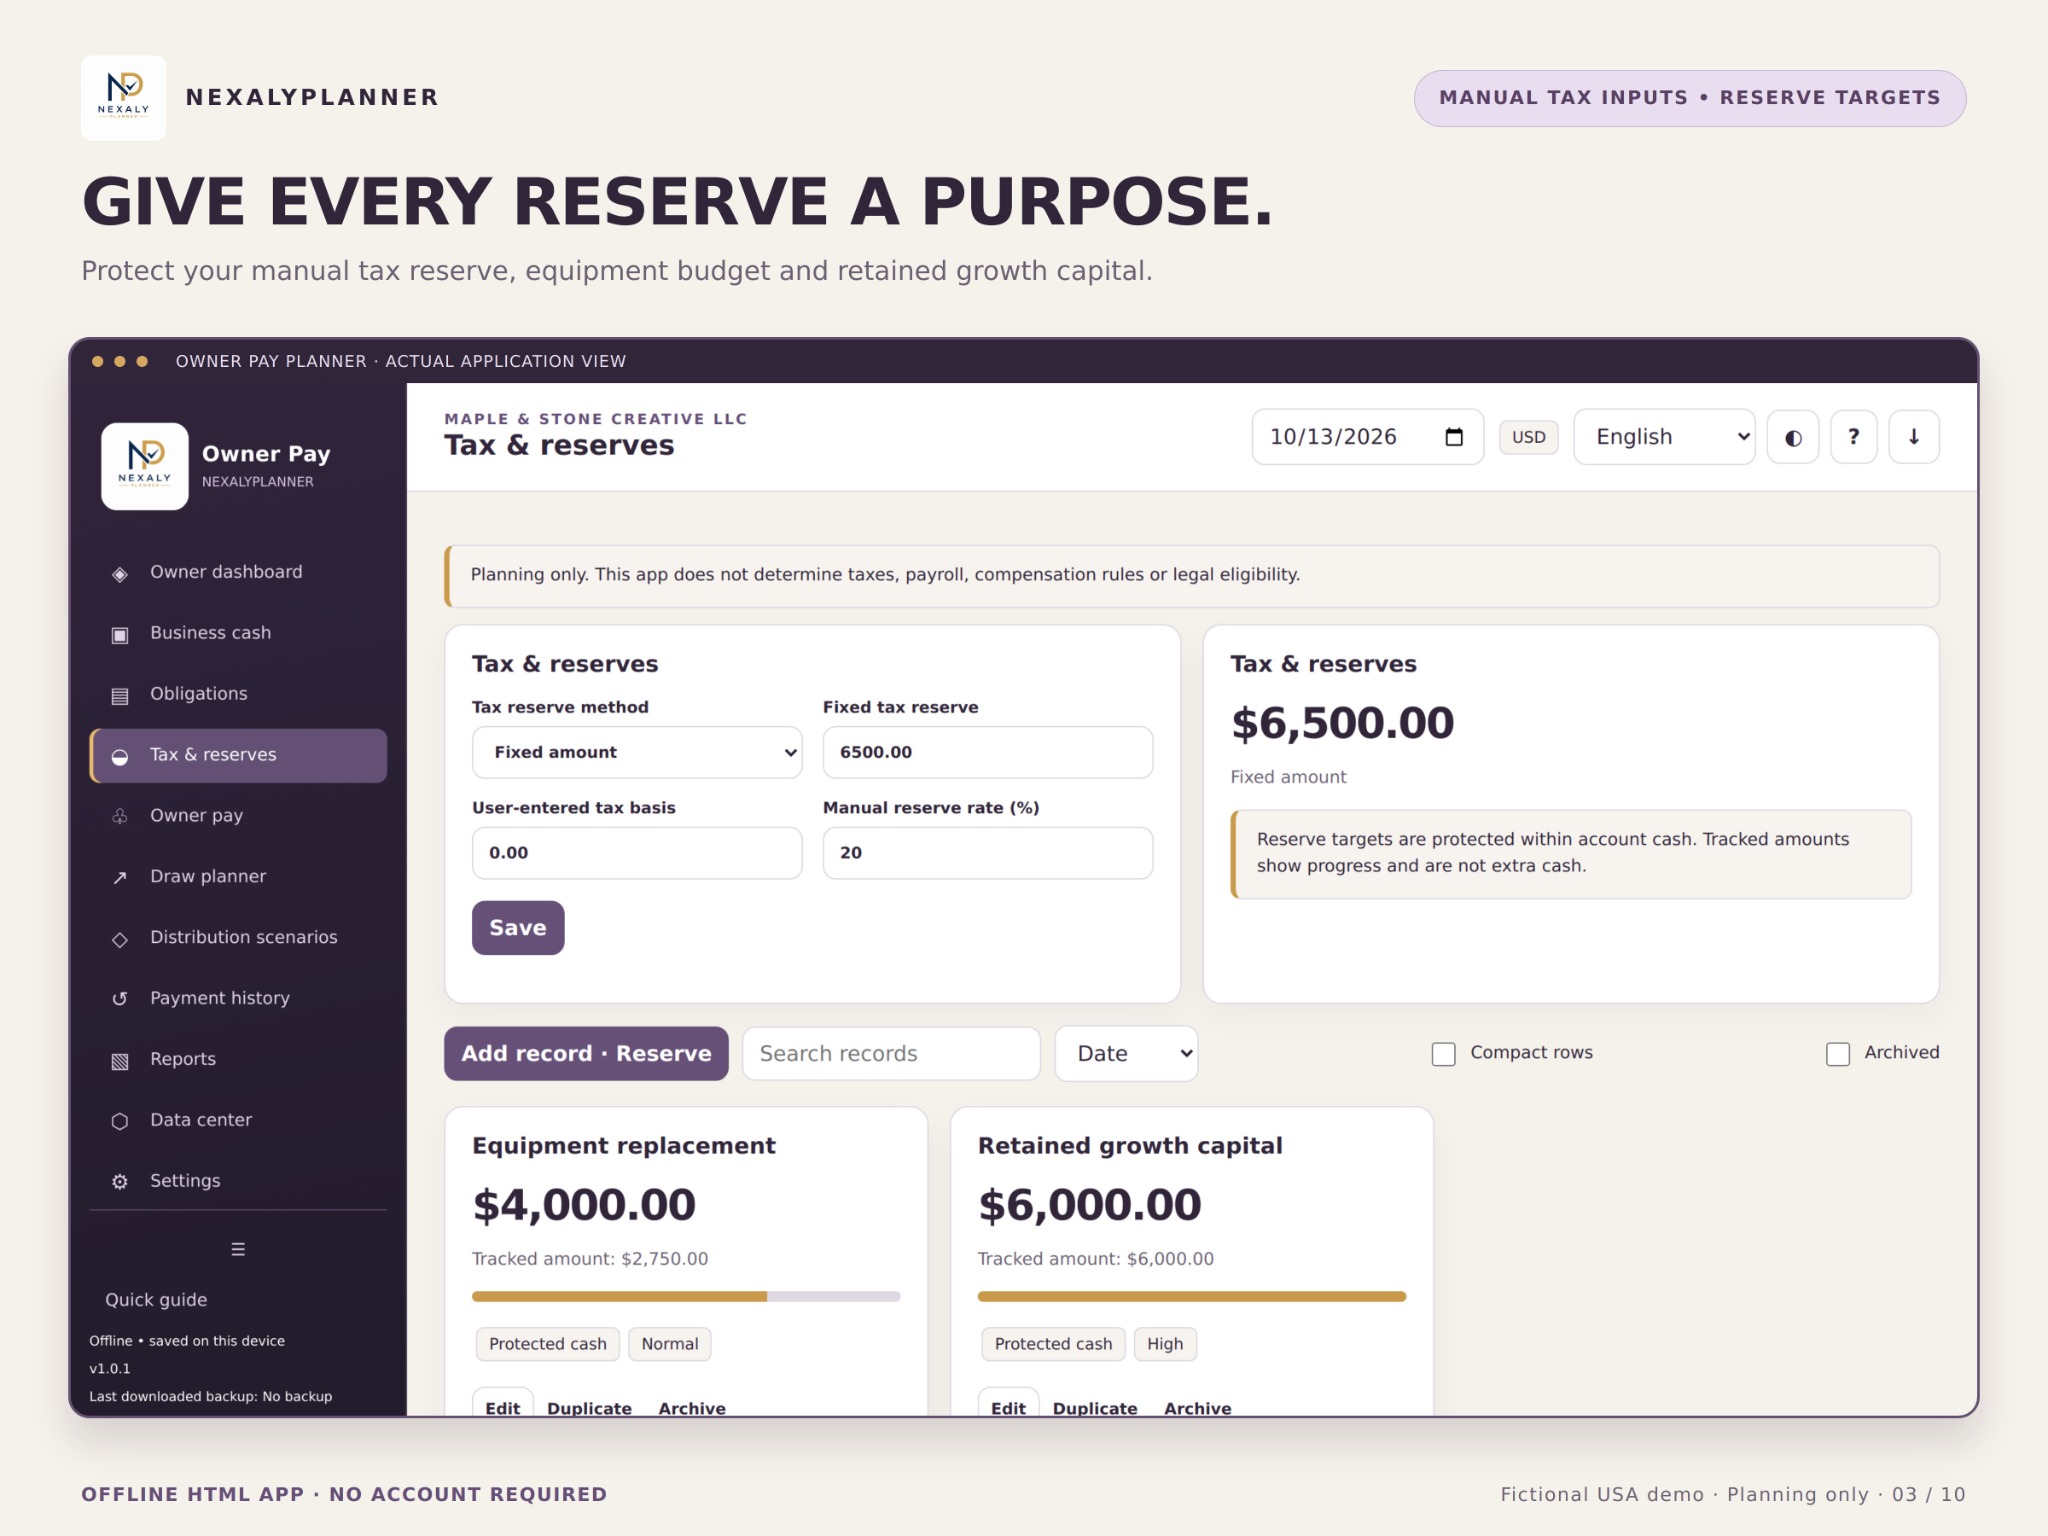 NEXALY
PLANNER
NEXALYPLANNER
MANUAL TAX INPUTS • RESERVE TARGETS
GIVE EVERY RESERVE A PURPOSE.
Protect your manual tax reserve, equipment budget and retained growth capital.
OWNER PAY PLANNER · ACTUAL APPLICATION VIEW
NEXALY
PLANNER
Owner Pay
NEXALYPLANNER
Owner dashboard
Business cash
Obligations
Tax & reserves
Owner pay
Draw planner
Distribution scenarios
Payment history
Reports
Data center
Settings
Quick guide
Offline • saved on this device
v1.0.1
Last downloaded backup: No backup
MAPLE & STONE CREATIVE LLC
Tax & reserves
10/13/2026
USD
English
?
Planning only. This app does not determine taxes, payroll, compensation rules or legal eligibility.
Tax & reserves
Tax reserve method
Fixed tax reserve
Fixed amount
6500.00
User-entered tax basis
Manual reserve rate (%)
0.00
20
Save
Tax & reserves
$6,500.00
Fixed amount
Reserve targets are protected within account cash. Tracked amounts
show progress and are not extra cash.
Add record · Reserve
Search records
Date
Compact rows
Archived
Equipment replacement
$4,000.00
Tracked amount: $2,750.00
Protected cash
Normal
Edit
Duplicate
Archive
Retained growth capital
$6,000.00
Tracked amount: $6,000.00
Protected cash
High
Edit
Duplicate
Archive
OFFLINE HTML APP · NO ACCOUNT REQUIRED
Fictional USA demo · Planning only · 03 / 10